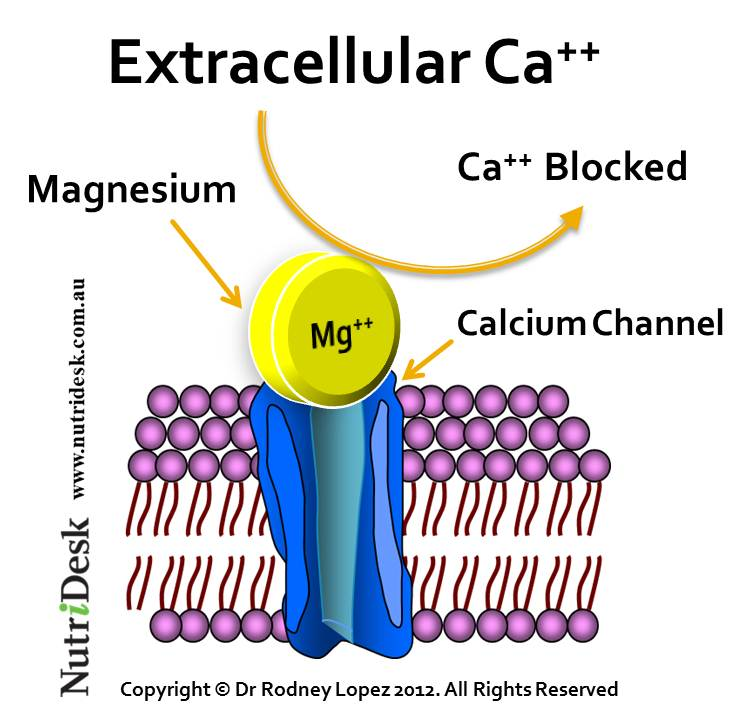 Extracellular Ca⁺⁺
Ca⁺⁺ Blocked
Magnesium
Mg⁺⁺
Calcium Channel
NutriDesk www.nutridesk.com.au
Copyright © Dr Rodney Lopez 2012. All Rights Reserved